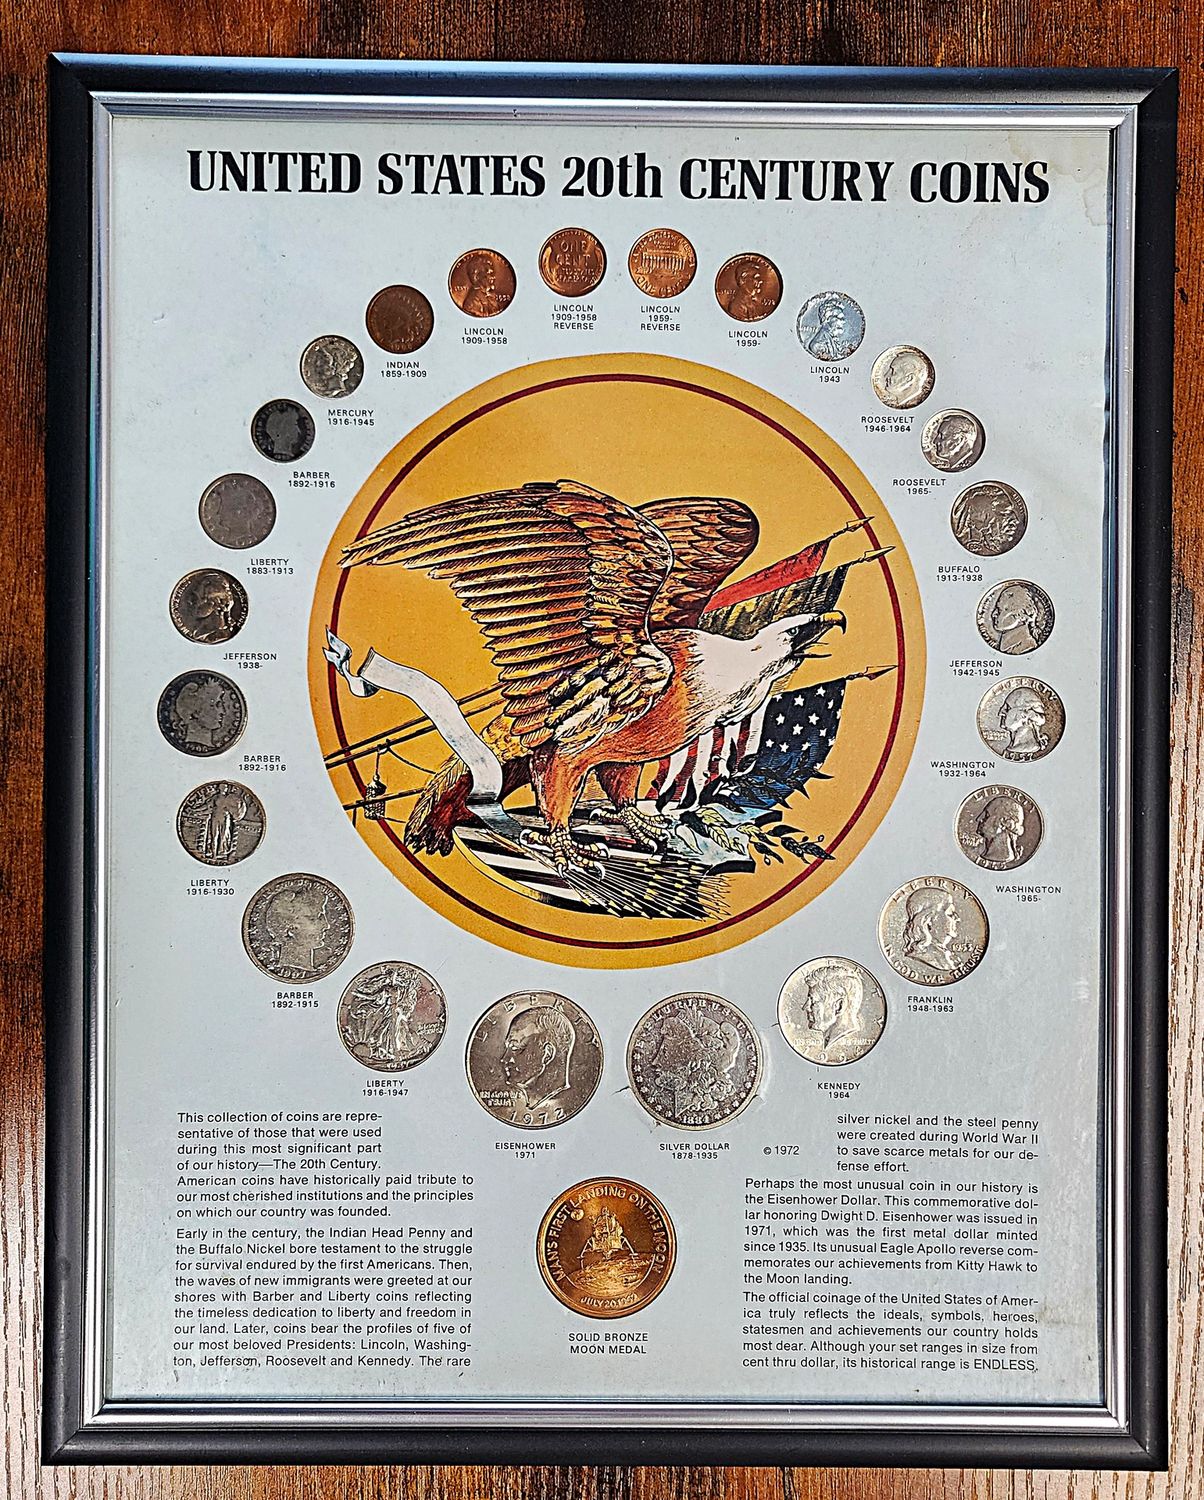 UNITED STATES 20th CENTURY COINS
LINCOLN
1909-1958
REVERSE
LINCOLN
1959-
REVERSE
LINCOLN
1909-1958
LINCOLN
1959-
INDIAN
1859-1909
LINCOLN
1943
MERCURY
1916-1945
ROOSEVELT
1946-1964
BARBER
1892-1916
ROOSEVELT
1965-
LIBERTY
1883-1913
BUFFALO
1913-1938
JEFFERSON
1938-
JEFFERSON
1942-1945
BARBER
1892-1916
LIBERTY
WASHINGTON
1932-1964
LIBERTY
LIBERTY
1916-1930
WASHINGTON
1965-
BARBER
1892-1915
LIBERTY
1953
FRANKLIN
1948-1963
LIBERTY
1916-1947
KENNEDY
1964
LIBERTY
IN GOD WE
TRUST
1972
EISENHOWER
1971
SILVER DOLLAR
1878-1935
© 1972
This collection of coins are repre-
sentative of those that were used
during this most significant part
of our history—The 20th Century.
American coins have historically paid tribute to
our most cherished institutions and the principles
on which our country was founded.
Early in the century, the Indian Head Penny and
the Buffalo Nickel bore testament to the struggle
for survival endured by the first Americans. Then,
the waves of new immigrants were greeted at our
shores with Barber and Liberty coins reflecting
the timeless dedication to liberty and freedom in
our land. Later, coins bear the profiles of five of
our most beloved Presidents: Lincoln, Washing-
ton, Jefferson, Roosevelt and Kennedy. The rare
silver nickel and the steel penny
were created during World War II
to save scarce metals for our de-
fense effort.
Perhaps the most unusual coin in our history is
the Eisenhower Dollar. This commemorative dol-
lar honoring Dwight D. Eisenhower was issued in
1971, which was the first metal dollar minted
since 1935. Its unusual Eagle Apollo reverse com-
memorates our achievements from Kitty Hawk to
the Moon landing.
The official coinage of the United States of Amer-
ica truly reflects the ideals, symbols, heroes,
statesmen and achievements our country holds
most dear. Although your set ranges in size from
cent thru dollar, its historical range is ENDLESS.
MAN'S FIRST LANDING ON THE MOON
JULY 20, 1969
SOLID BRONZE
MOON MEDAL